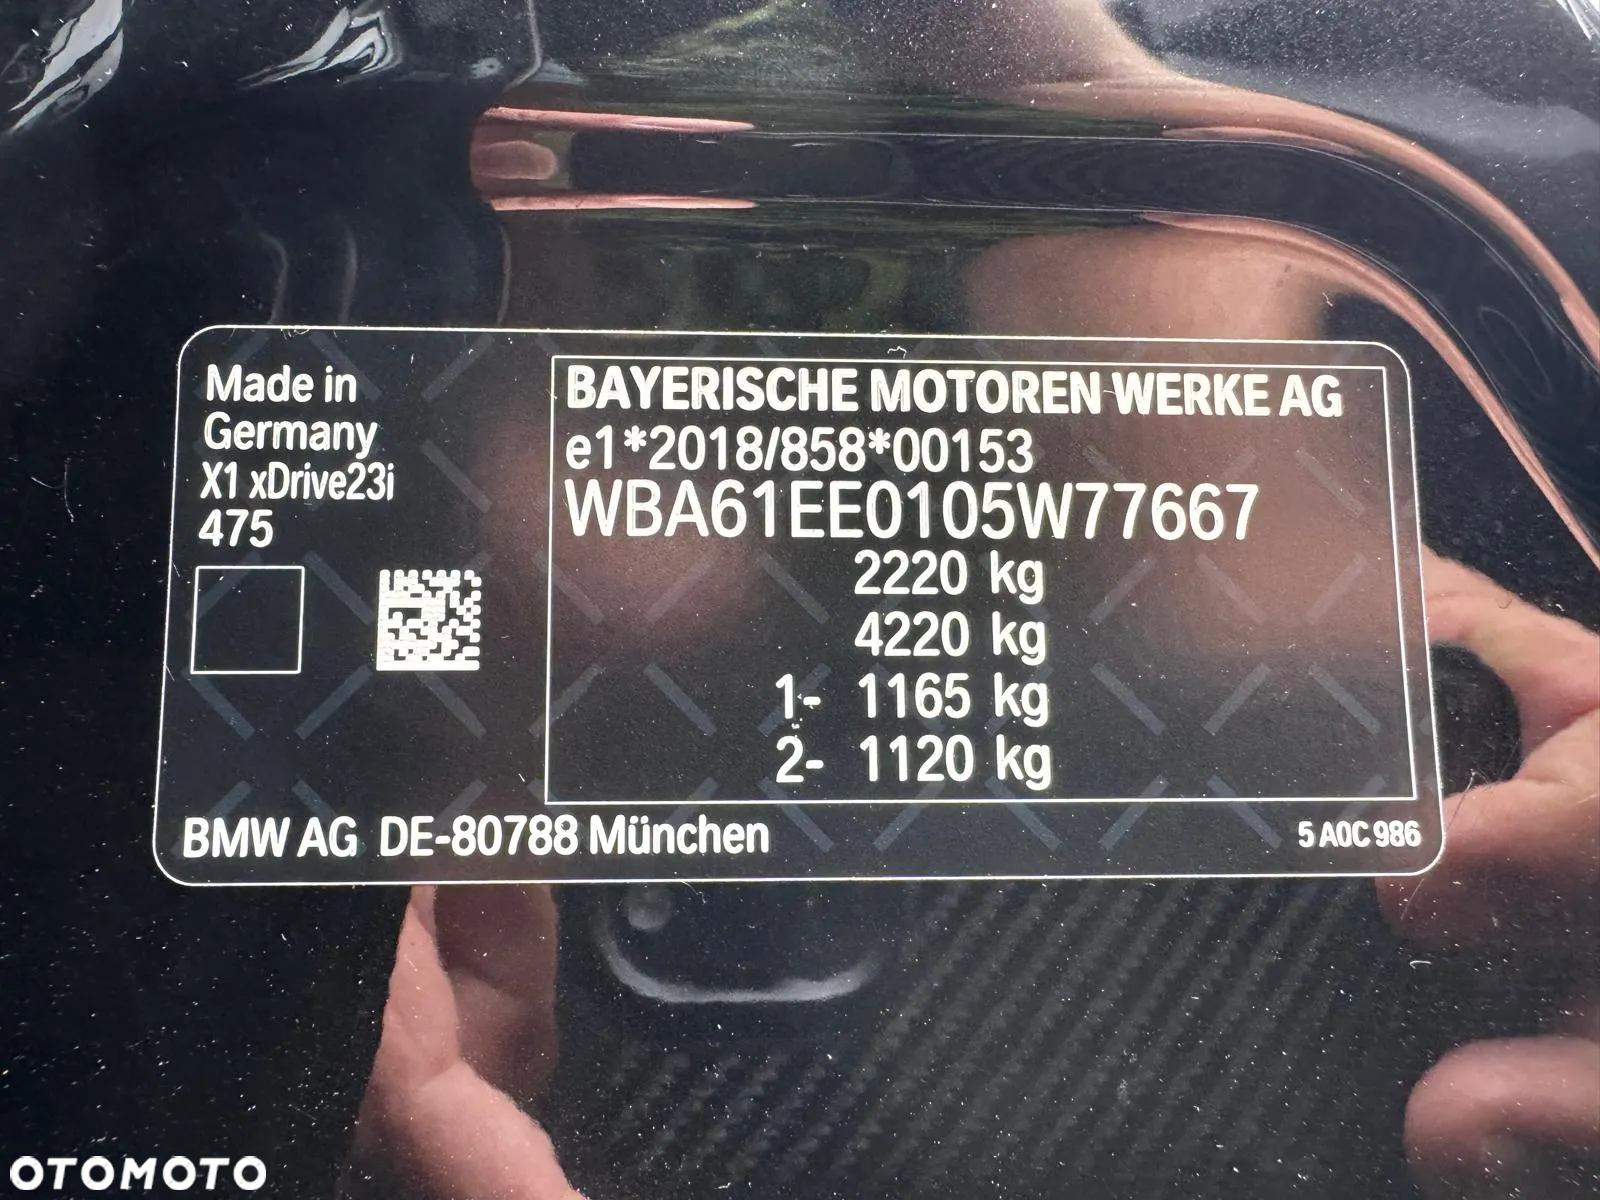 Made in
Germany
X1 xDrive23i
475
BAYERISCHE MOTOREN WERKE AG
e1*2018/858*00153
WBA61EE0105W77667
2220 kg
4220 kg
1- 1165 kg
2- 1120 kg
BMW AG DE-80788 München
5 A0C 986
OTOMOTO